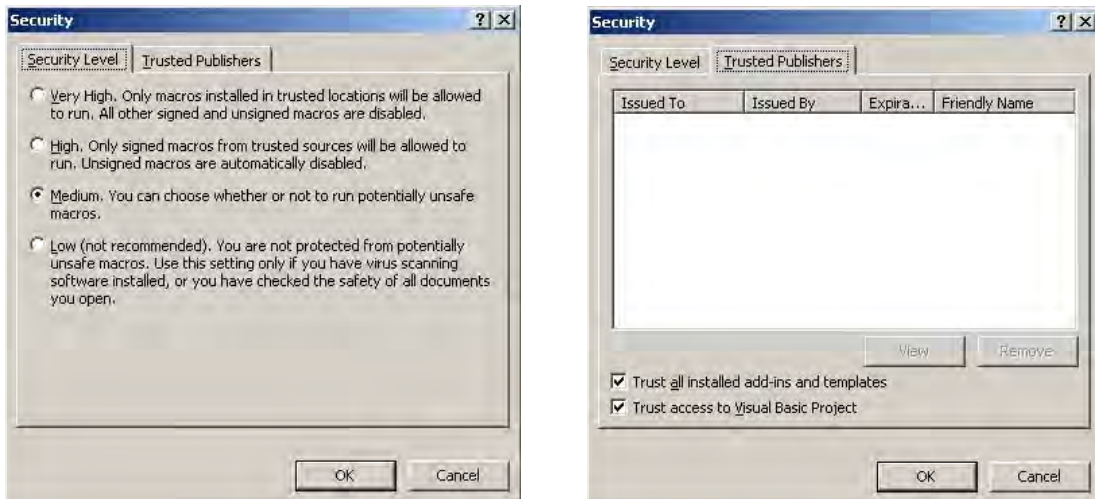 Security
Security Level
Trusted Publishers
Very High. Only macros installed in trusted locations will be allowed
to run. All other signed and unsigned macros are disabled.
High. Only signed macros from trusted sources will be allowed to
run. Unsigned macros are automatically disabled.
Medium. You can choose whether or not to run potentially unsafe
macros.
Low (not recommended). You are not protected from potentially
unsafe macros. Use this setting only if you have virus scanning
software installed, or you have checked the safety of all documents
you open.
OK
Cancel
Security
Security Level
Trusted Publishers
Issued To
Issued By
Expira...
Friendly Name
View
Remove
Trust all installed add-ins and templates
Trust access to Visual Basic Project
OK
Cancel